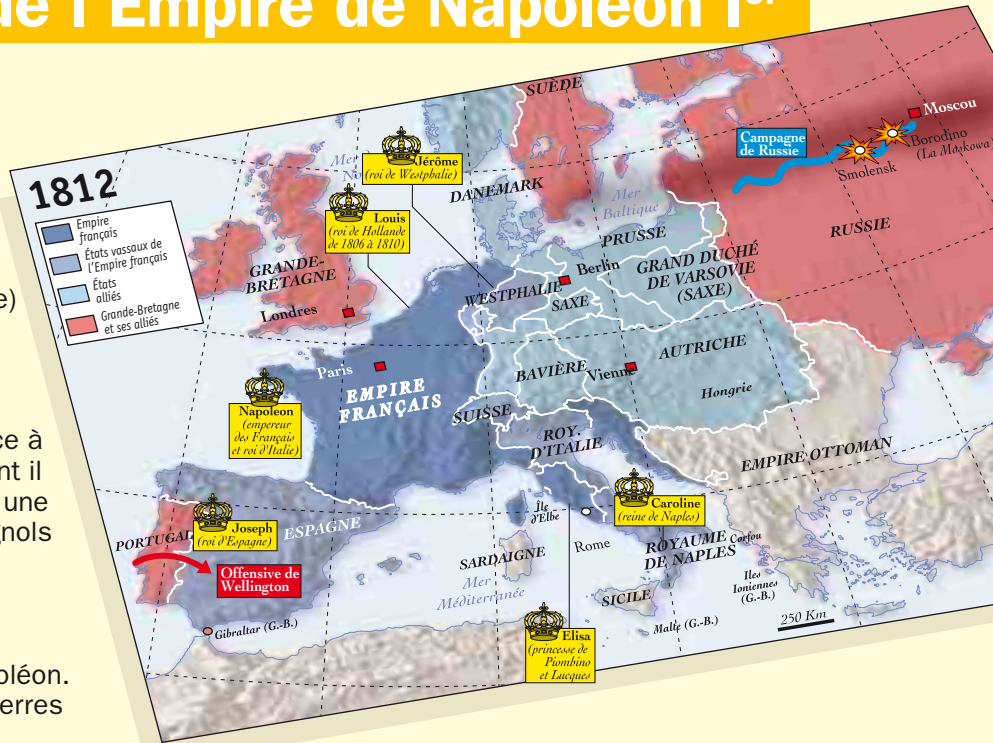 de l'Empire de Napoléon Ier
1812
Empire
français
États vassaux de
l'Empire français
États
alliés
Grande-Bretagne
et ses alliés
e)
ce à
nt il
une
nols
oléon.
erres
SUÈDE
Moscou
Borodino
(La Moskowa)
Smolensk
Campagne
de Russie
RUSSIE
Mer
Jérôme
(roi de Westphalie)
DANEMARK
Mer
Baltique
Louis
(roi de Hollande
de 1806 à 1810)
PRUSSE
Berlin
GRAND DUCHÉ
DE VARSOVIE
(SAXE)
GRANDE-
BRETAGNE
Londres
WESTPHALIE
SAXE
Paris
EMPIRE
FRANÇAIS
BAVIÈRE
Vienne
AUTRICHE
Hongrie
Napoleon
(empereur
des Français
et roi d'Italie)
SUISSE
ROY.
D'ITALIE
EMPIRE OTTOMAN
Joseph
(roi d'Espagne)
ESPAGNE
PORTUGAL
Offensive de
Wellington
Gibraltar (G.-B.)
Île
d'Elbe
Rome
Caroline
(reine de Naples)
ROYAUME
DE NAPLES
Corfou
Iles
Ioniennes
(G.-B.)
SARDAIGNE
Mer
Méditerranée
SICILE
Malte (G.-B.)
250 Km
Elisa
(princesse de
Piombino
et Lucques